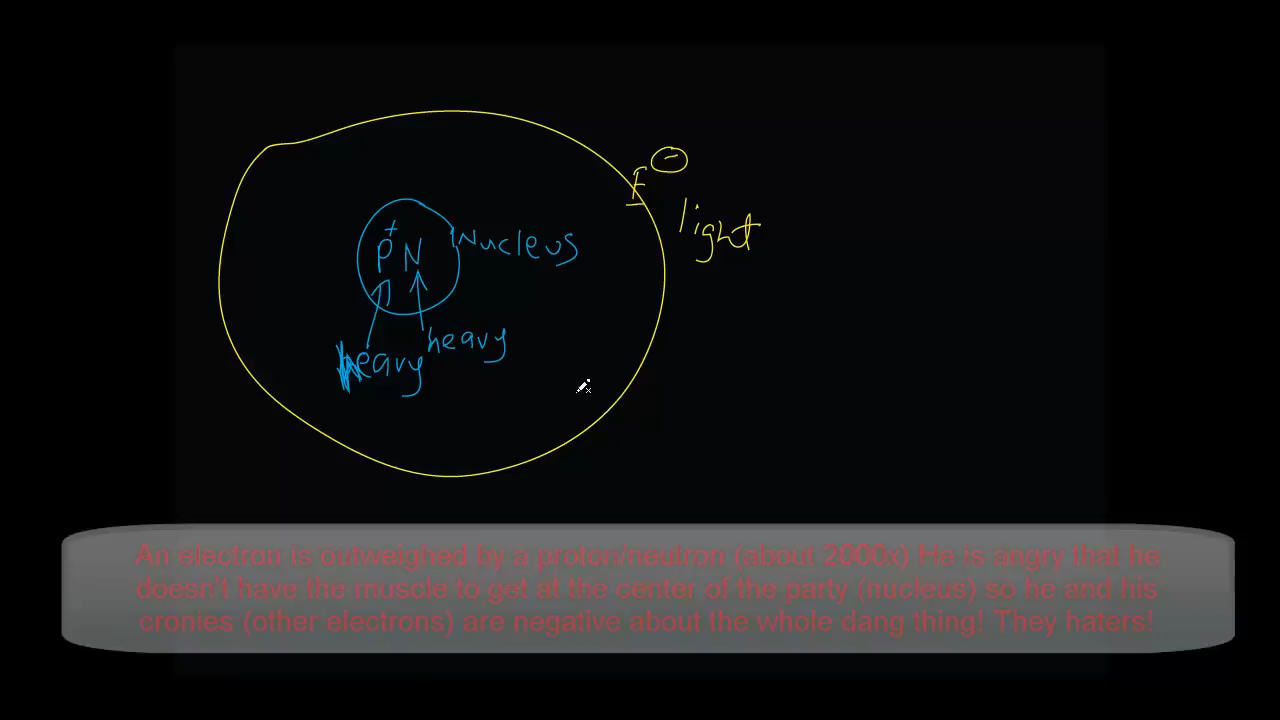 E -
light
P+ N Nucleus
heavy heavy
An electron is outweighed by a proton/neutron (about 2000x) He is angry that he
doesn't have the muscle to get at the center of the party (nucleus) so he and his
cronies (other electrons) are negative about the whole dang thing! They haters!